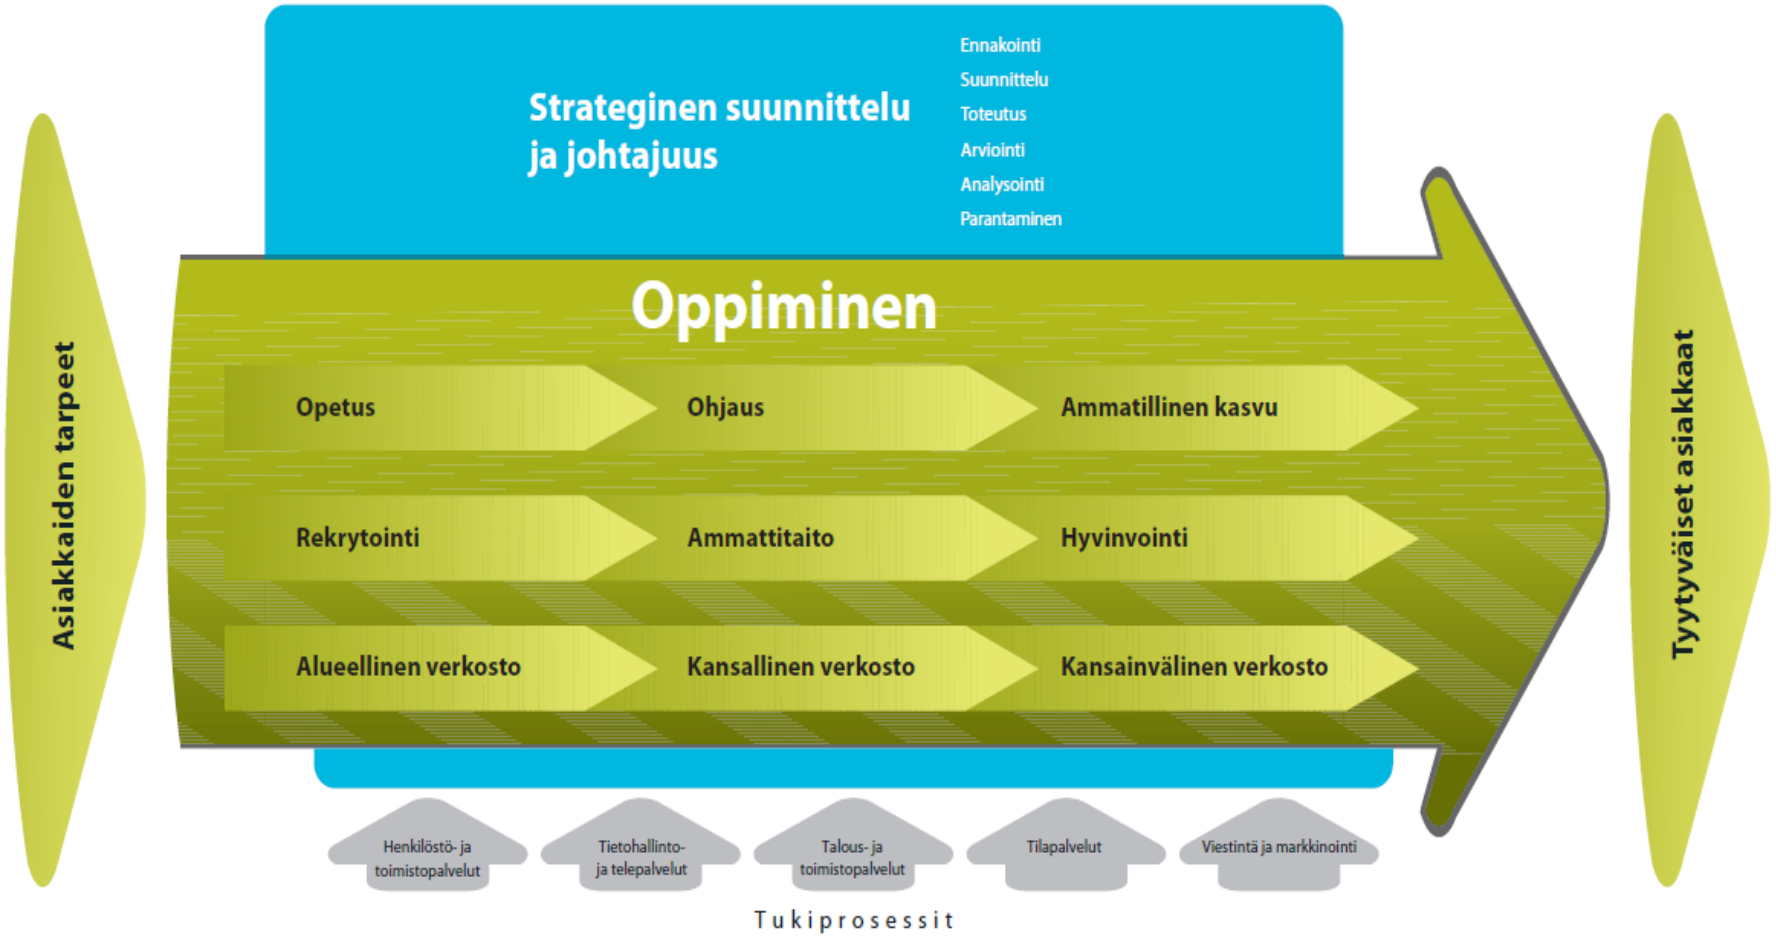 Strateginen suunnittelu
ja johtajuus
Ennakointi
Suunnittelu
Toteutus
Arviointi
Analysointi
Parantaminen
Asiakkaiden tarpeet
Oppiminen
Opetus
Ohjaus
Ammatillinen kasvu
Rekrytointi
Ammattitaito
Hyvinvointi
Alueellinen verkosto
Kansallinen verkosto
Kansainvälinen verkosto
Tyytyväiset asiakkaat
Henkilöstö- ja
toimistopalvelut
Tietohallinto-
ja telepalvelut
Talous- ja
toimistopalvelut
Tilapalvelut
Viestintä ja markkinointi
Tukiprosessit